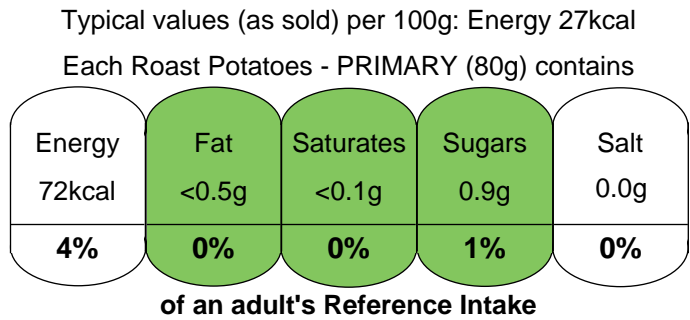 Typical values (as sold) per 100g: Energy 27kcal
Each Roast Potatoes - PRIMARY (80g) contains
Energy Fat Saturates Sugars Salt
72kcal <0.5g <0.1g 0.9g 0.0g
4% 0% 0% 1% 0%
of an adult's Reference Intake